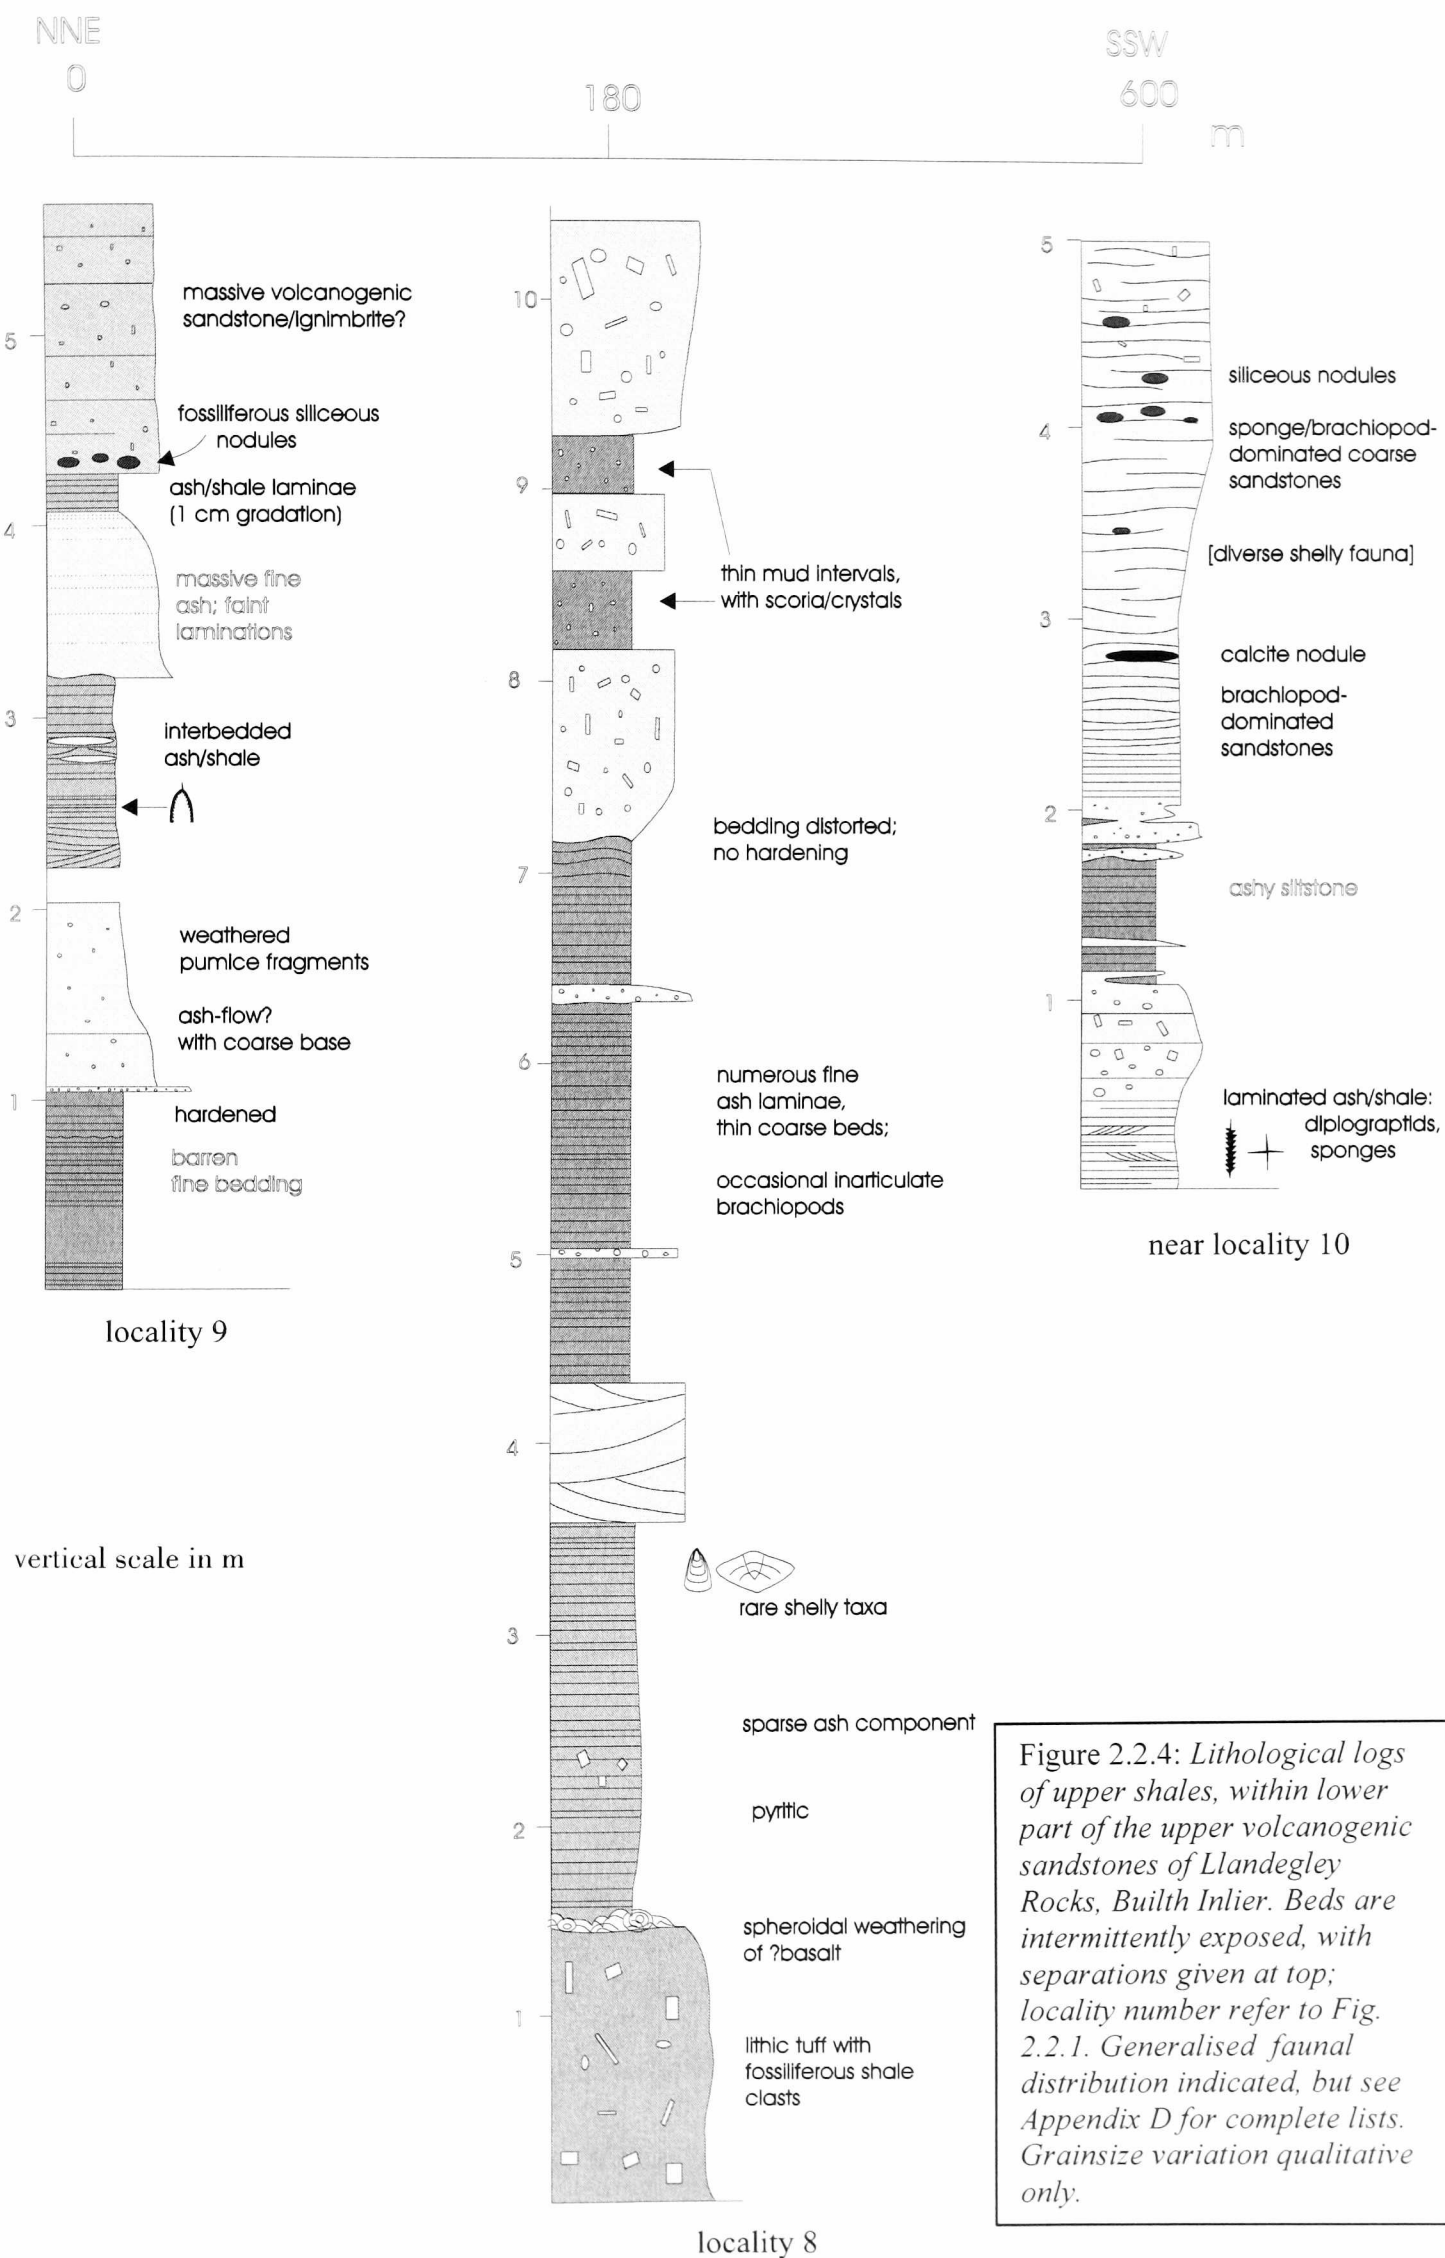 NNE
0
180
SSW
600
m
5
4
3
2
1
massive volcanogenic
sandstone/ignimbrite?
fossiliferous siliceous
nodules
ash/shale laminae
(1 cm gradation)
massive fine
ash; faint
laminations
interbedded
ash/shale
weathered
pumice fragments
ash-flow?
with coarse base
hardened
barren
fine bedding
locality 9
vertical scale in m
10
9
8
7
6
5
4
3
2
1
thin mud intervals,
with scoria/crystals
bedding distorted;
no hardening
numerous fine
ash laminae,
thin coarse beds;
occasional inarticulate
brachiopods
rare shelly taxa
sparse ash component
pyritic
spheroidal weathering
of ?basalt
lithic tuff with
fossiliferous shale
clasts
locality 8
5
4
3
2
1
siliceous nodules
sponge/brachiopod-
dominated coarse
sandstones
[diverse shelly fauna]
calcite nodule
brachiopod-
dominated
sandstones
ashy siltstone
laminated ash/shale:
diplograptids,
sponges
near locality 10
Figure 2.2.4: Lithological logs
of upper shales, within lower
part of the upper volcanogenic
sandstones of Llandegley
Rocks, Builth Inlier. Beds are
intermittently exposed, with
separations given at top;
locality number refer to Fig.
2.2.1. Generalised faunal
distribution indicated, but see
Appendix D for complete lists.
Grainsize variation qualitative
only.